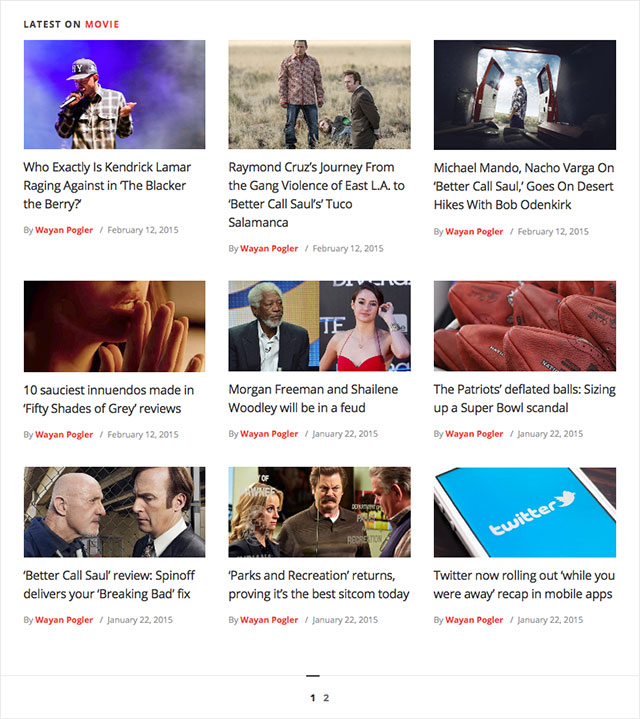 LATEST ON MOVIE
Who Exactly Is Kendrick Lamar
Raging Against in ‘The Blacker
the Berry?’
By Wayan Pogler / February 12, 2015
Raymond Cruz’s Journey From
the Gang Violence of East L.A. to
‘Better Call Saul’s’ Tuco
Salamanca
By Wayan Pogler / February 12, 2015
Michael Mando, Nacho Varga On
‘Better Call Saul,’ Goes On Desert
Hikes With Bob Odenkirk
By Wayan Pogler / February 12, 2015
10 sauciest innuendos made in
‘Fifty Shades of Grey’ reviews
By Wayan Pogler / February 12, 2015
Morgan Freeman and Shailene
Woodley will be in a feud
By Wayan Pogler / January 22, 2015
The Patriots’ deflated balls: Sizing
up a Super Bowl scandal
By Wayan Pogler / January 22, 2015
‘Better Call Saul’ review: Spinoff
delivers your ‘Breaking Bad’ fix
By Wayan Pogler / January 22, 2015
‘Parks and Recreation’ returns,
proving it’s the best sitcom today
By Wayan Pogler / January 22, 2015
twitter
Twitter now rolling out ‘while you
were away’ recap in mobile apps
By Wayan Pogler / January 22, 2015
1 2